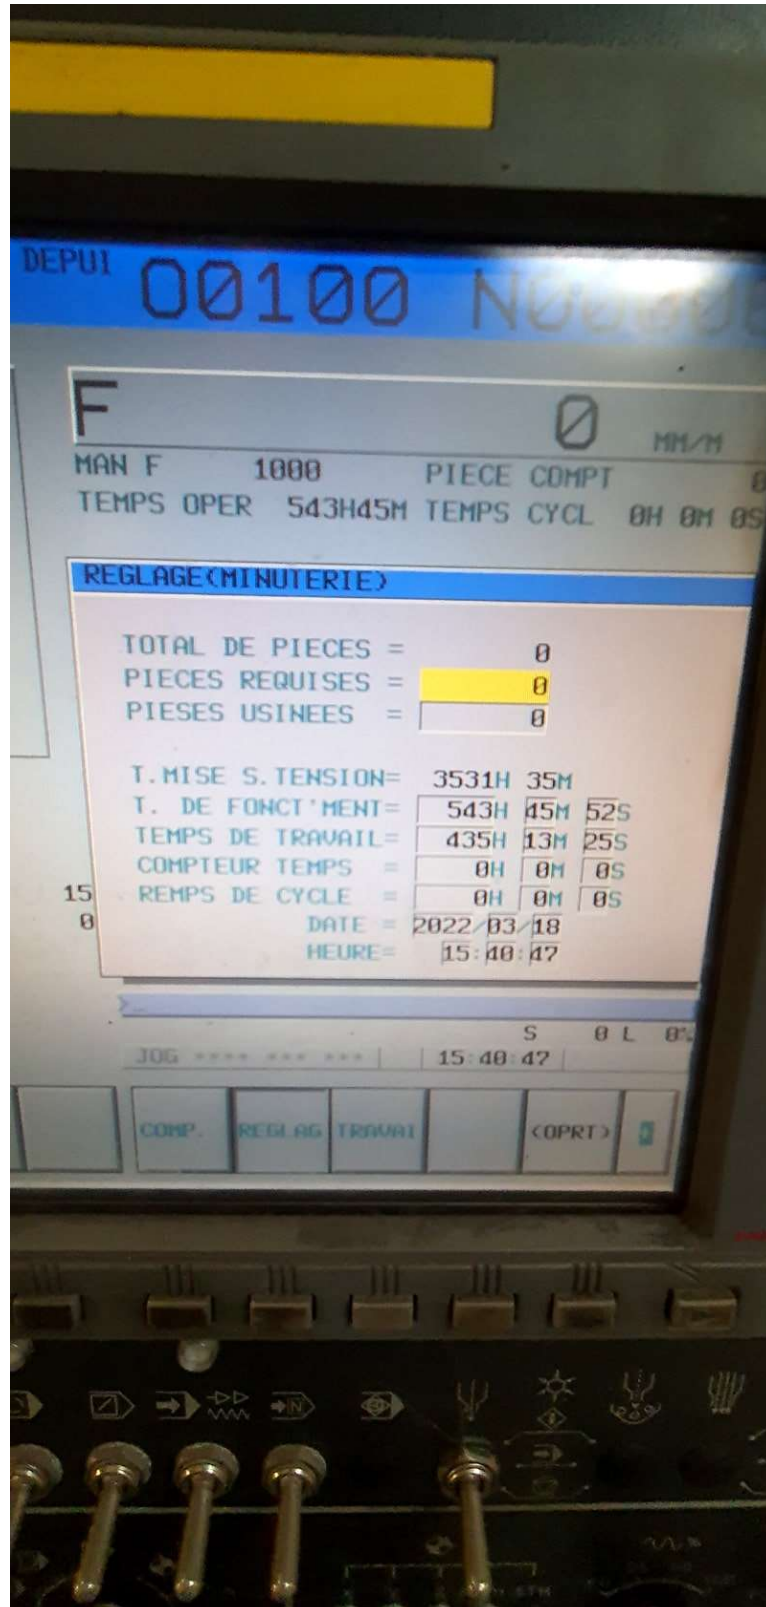 DEPUI O0100
F 0 MM/M
MAN F 1000 PIECE COMPT 0
TEMPS OPER 543H45M TEMPS CYCL 0H 0M 0S
REGLAGE(MINUTERIE)
TOTAL DE PIECES = 0
PIECES REQUISES = 0
PIESES USINEES = 0
T.MISE S.TENSION= 3531H 35M
T. DE FONCT'MENT= 543H 45M 52S
TEMPS DE TRAVAIL= 435H 13M 25S
COMPTEUR TEMPS = 0H 0M 0S
15 REMPS DE CYCLE = 0H 0M 0S
0 DATE = 2022/03/18
HEURE= 15:40:47
>_
S 0 L 0%
JOG **** *** *** 15:40:47
COMP. REGLAG TRAVAI (OPRT) +
N